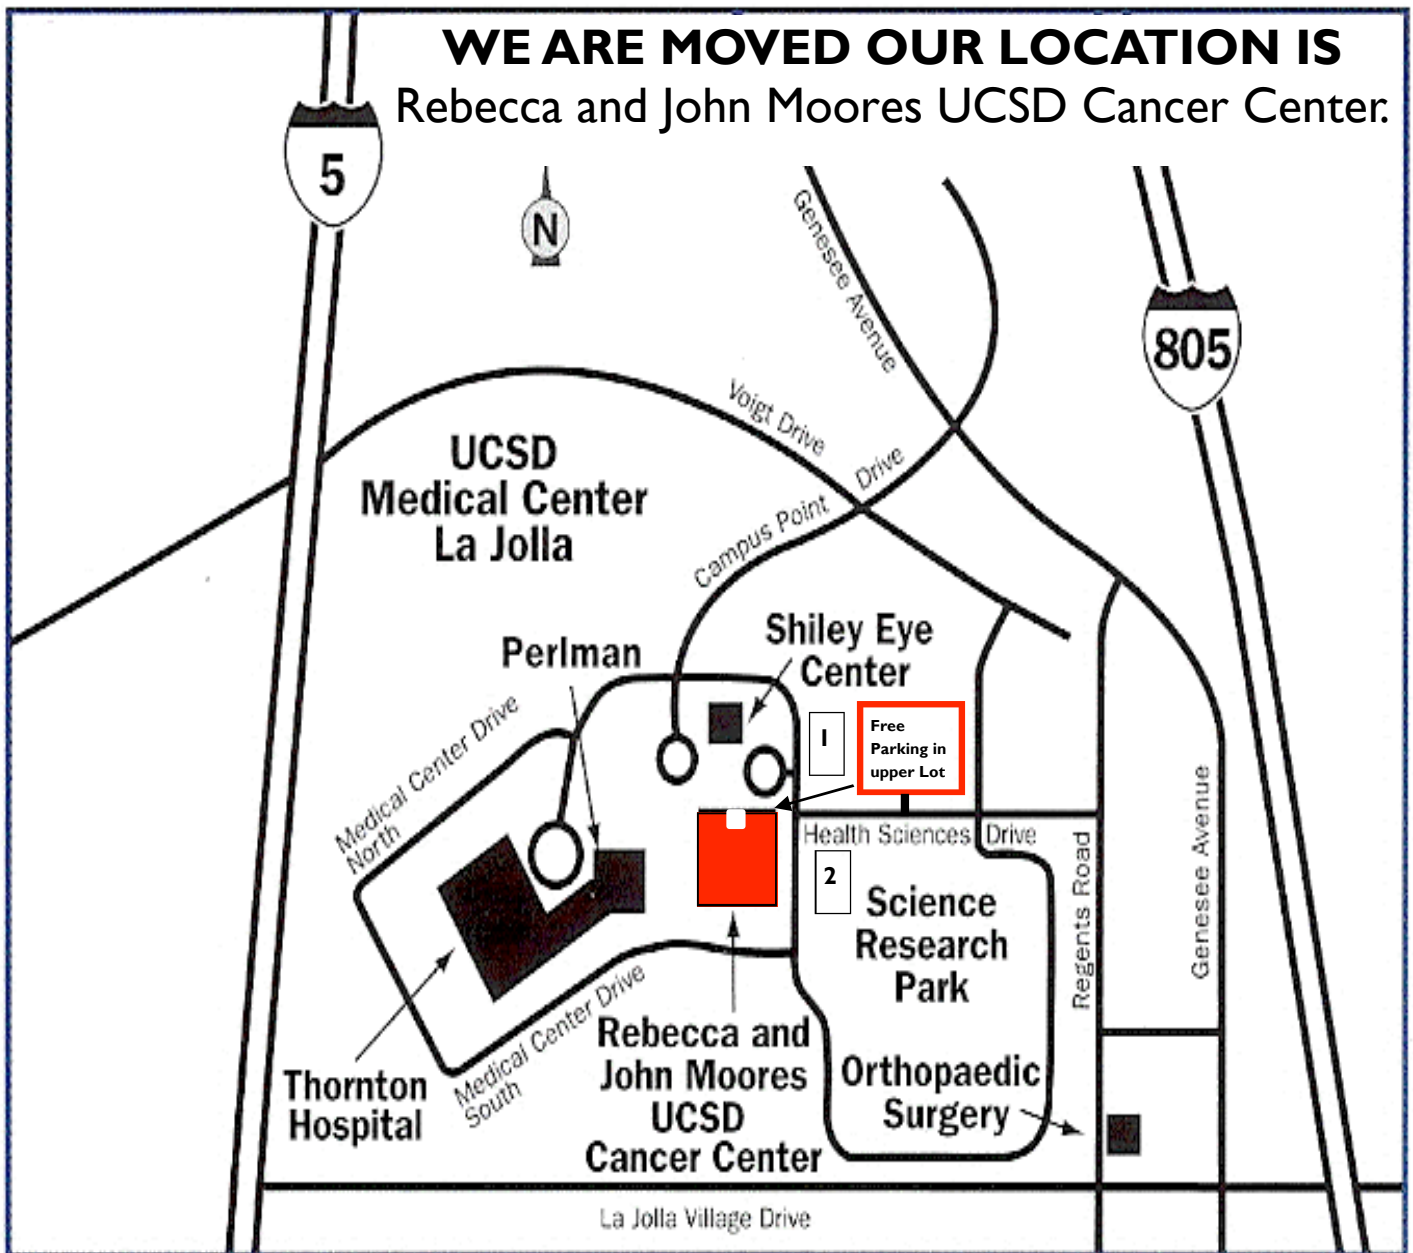 WE ARE MOVED OUR LOCATION IS
Rebecca and John Moores UCSD Cancer Center.
5
N
Genesee Avenue
805
Voigt Drive
UCSD
Medical Center
La Jolla
Campus Point Drive
Shiley Eye
Center
Perlman
Medical Center Drive
North
1
Free
Parking in
upper Lot
Health Sciences Drive
2
Science
Research
Park
Regents Road
Genesee Avenue
Medical Center Drive
South
Thornton
Hospital
Rebecca and
John Moores
UCSD
Cancer Center
Orthopaedic
Surgery
La Jolla Village Drive